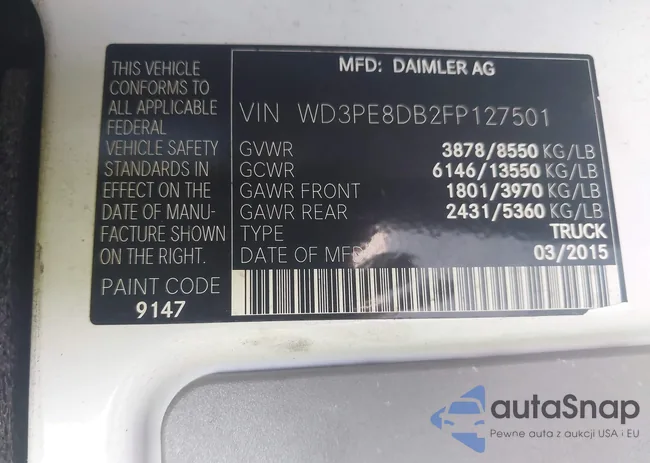 THIS VEHICLE
CONFORMS TO
ALL APPLICABLE
FEDERAL
VEHICLE SAFETY
STANDARDS IN
EFFECT ON THE
DATE OF MANU-
FACTURE SHOWN
ON THE RIGHT.
PAINT CODE
9147
MFD: DAIMLER AG
VIN WD3PE8DB2FP127501
GVWR 3878/8550 KG/LB
GCWR 6146/13550 KG/LB
GAWR FRONT 1801/3970 KG/LB
GAWR REAR 2431/5360 KG/LB
TYPE TRUCK
DATE OF MFD 03/2015
autaSnap
Pewne auta z aukcji USA i EU